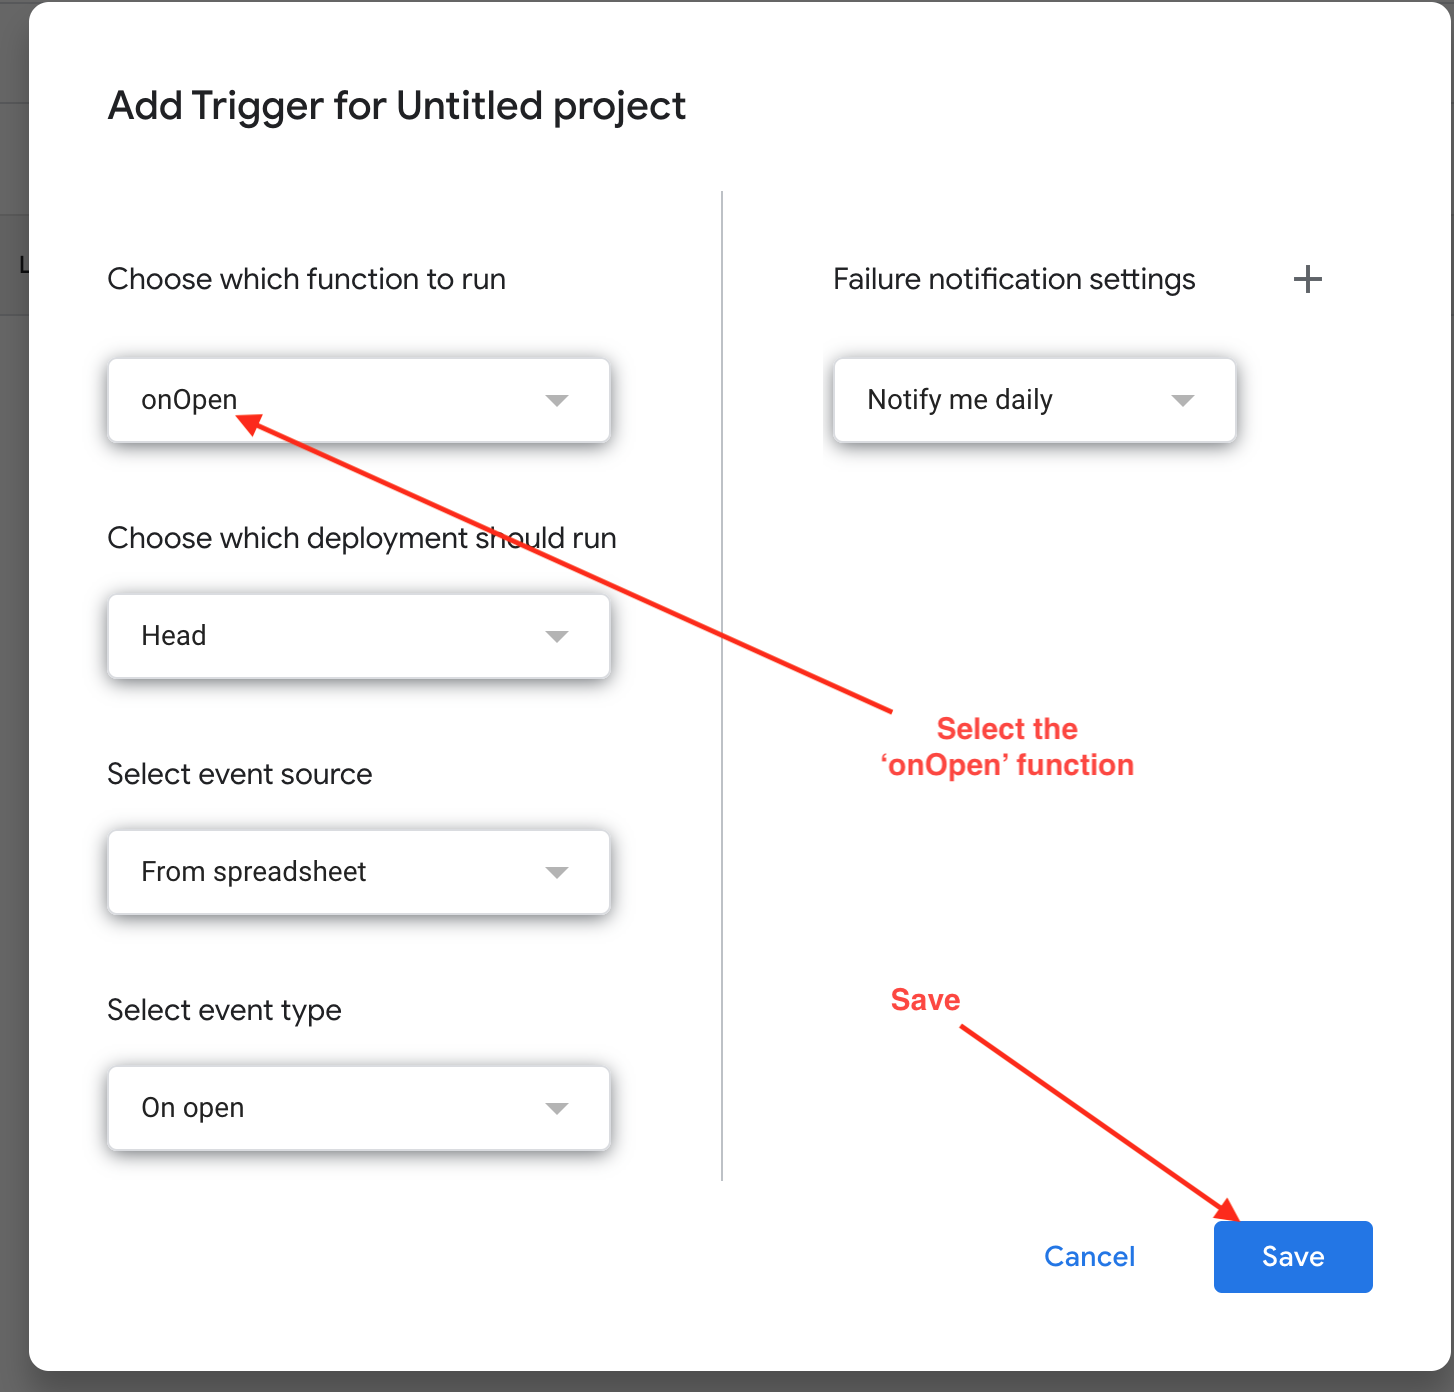 Add Trigger for Untitled project
Choose which function to run
onOpen
Choose which deployment should run
Head
Select event source
From spreadsheet
Select event type
On open
Failure notification settings
Notify me daily
Select the
‘onOpen’ function
Save
Cancel
Save